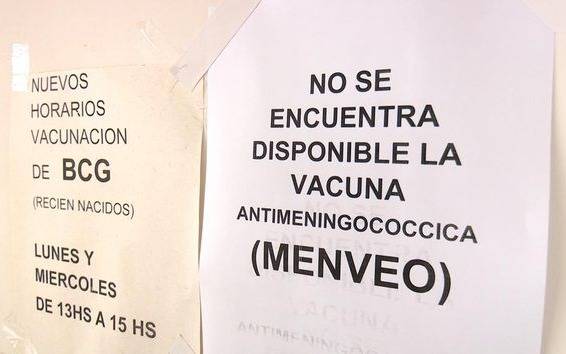 NUEVOS
HORARIOS
VACUNACION
DE BCG
(RECIEN NACIDOS)
LUNES Y
MIERCOLES
DE 13HS A 15 HS
NO SE
ENCUENTRA
DISPONIBLE LA
VACUNA
ANTIMENINGOCOCCICA
(MENVEO)